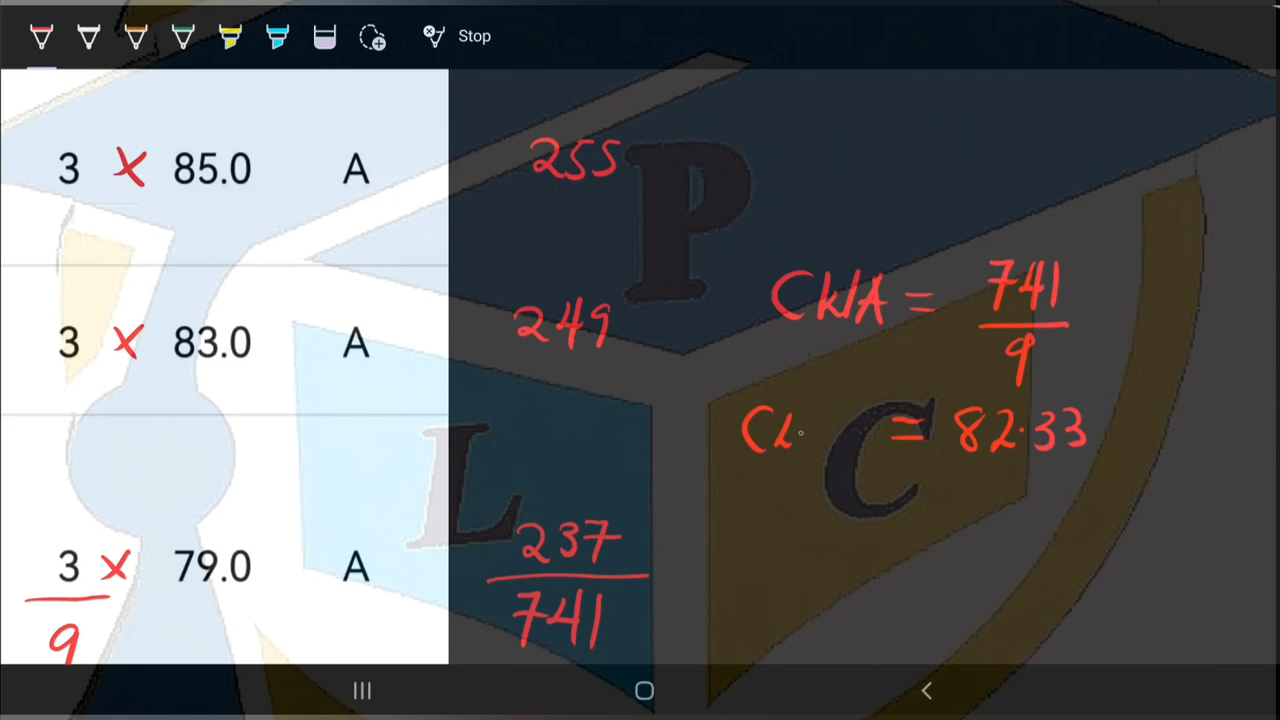 Stop
3 × 85.0 A 255
P
3 × 83.0 A 249
CWA = 741
9
CL = 82.33
L C
3 × 79.0 A 237
9 741